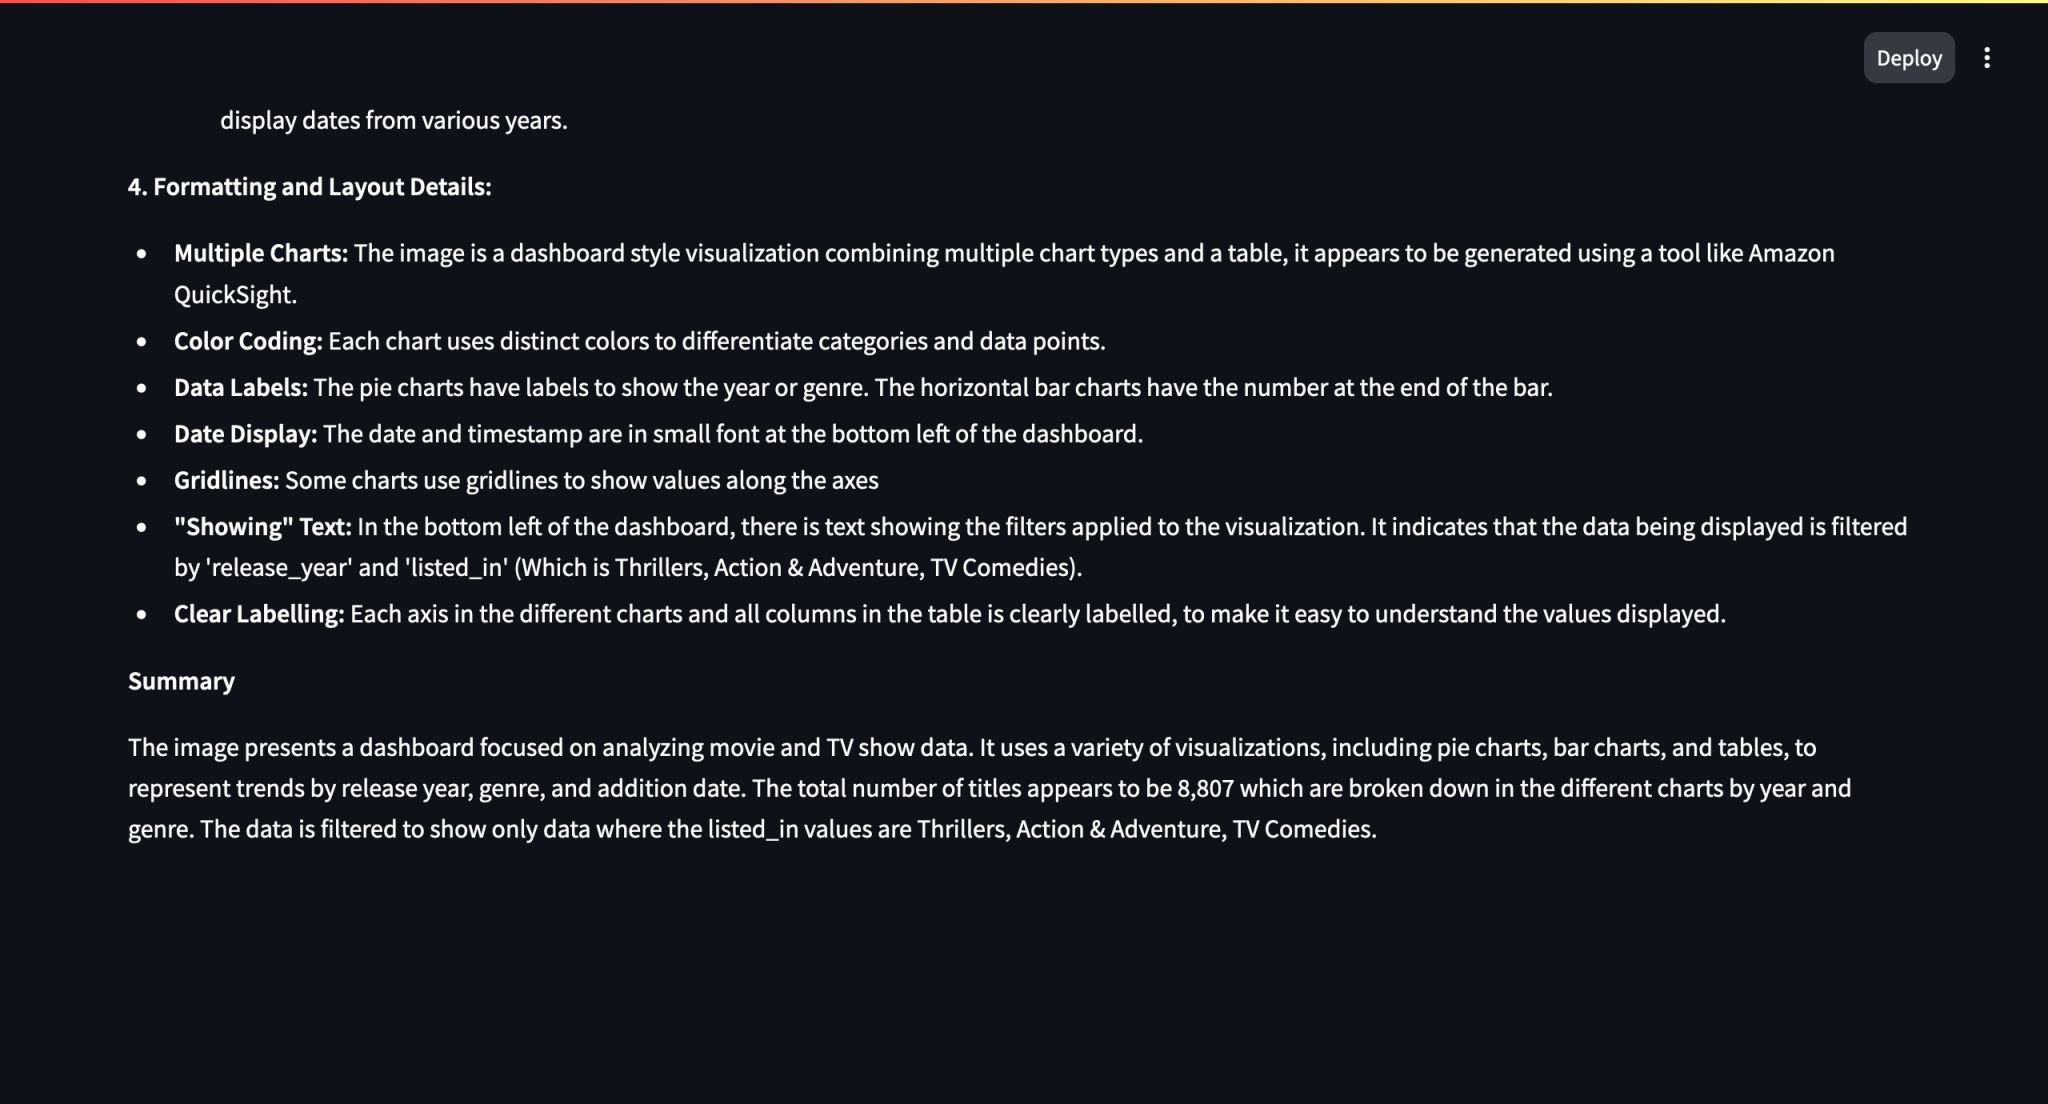 Deploy
display dates from various years.
4. Formatting and Layout Details:
• Multiple Charts: The image is a dashboard style visualization combining multiple chart types and a table, it appears to be generated using a tool like Amazon
QuickSight.
• Color Coding: Each chart uses distinct colors to differentiate categories and data points.
• Data Labels: The pie charts have labels to show the year or genre. The horizontal bar charts have the number at the end of the bar.
• Date Display: The date and timestamp are in small font at the bottom left of the dashboard.
• Gridlines: Some charts use gridlines to show values along the axes
• "Showing" Text: In the bottom left of the dashboard, there is text showing the filters applied to the visualization. It indicates that the data being displayed is filtered
by 'release_year' and 'listed_in' (Which is Thrillers, Action & Adventure, TV Comedies).
• Clear Labelling: Each axis in the different charts and all columns in the table is clearly labelled, to make it easy to understand the values displayed.
Summary
The image presents a dashboard focused on analyzing movie and TV show data. It uses a variety of visualizations, including pie charts, bar charts, and tables, to
represent trends by release year, genre, and addition date. The total number of titles appears to be 8,807 which are broken down in the different charts by year and
genre. The data is filtered to show only data where the listed_in values are Thrillers, Action & Adventure, TV Comedies.